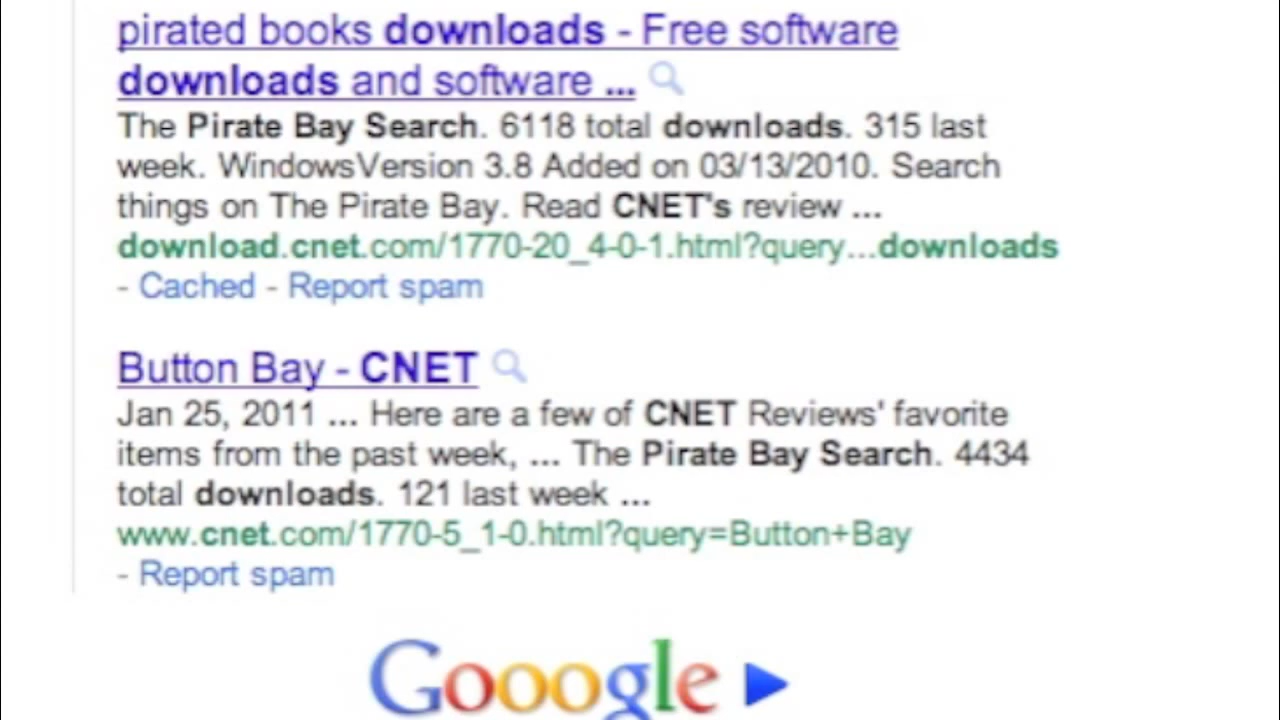 pirated books downloads - Free software
downloads and software ...
The Pirate Bay Search. 6118 total downloads. 315 last
week. WindowsVersion 3.8 Added on 03/13/2010. Search
things on The Pirate Bay. Read CNET's review ...
download.cnet.com/1770-20_4-0-1.html?query...downloads
- Cached - Report spam
Button Bay - CNET
Jan 25, 2011 ... Here are a few of CNET Reviews' favorite
items from the past week, ... The Pirate Bay Search. 4434
total downloads. 121 last week ...
www.cnet.com/1770-5_1-0.html?query=Button+Bay
- Report spam
Gooogle